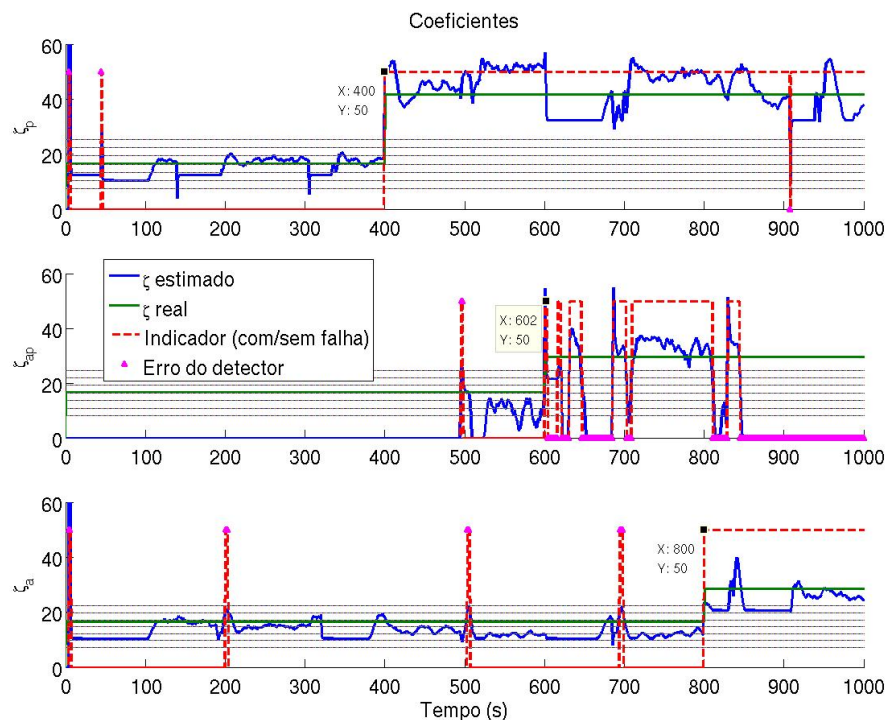 Coeficientes
60
40
20
0
ζp
X: 400
Y: 50
0 100 200 300 400 500 600 700 800 900 1000
60
40
20
0
ζap
ζ estimado
ζ real
Indicador (com/sem falha)
Erro do detector
X: 602
Y: 50
0 100 200 300 400 500 600 700 800 900 1000
60
40
20
0
ζa
X: 800
Y: 50
0 100 200 300 400 500 600 700 800 900 1000
Tempo (s)